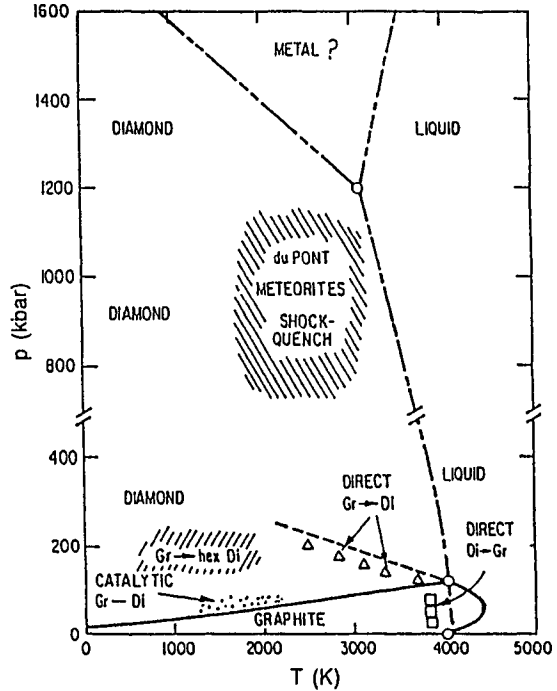 1600
1400
1200
1000
800
400
200
0
p (kbar)
METAL ?
DIAMOND
LIQUID
du PONT
METEORITES
SHOCK-
QUENCH
DIAMOND
DIAMOND
DIRECT
Gr→Di
LIQUID
DIRECT
Di→Gr
Gr→hex Di
CATALYTIC
Gr—Di
GRAPHITE
0
1000
2000
3000
4000
5000
T (K)